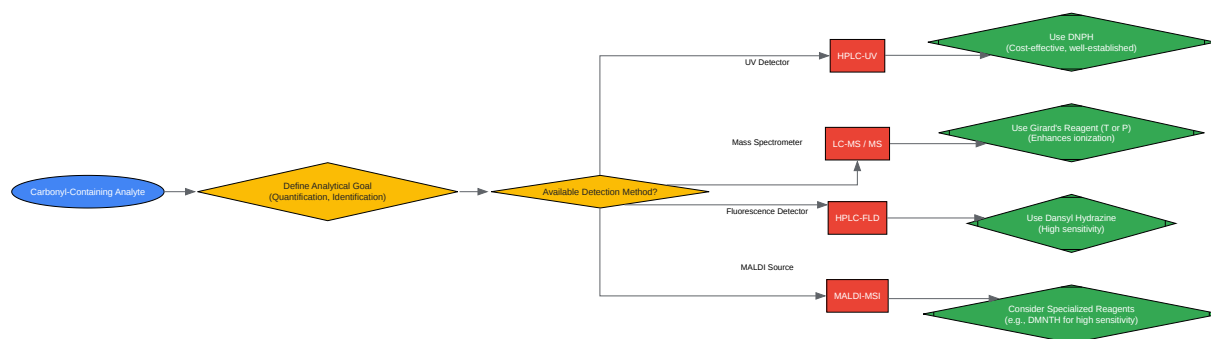 Carbonyl-Containing Analyte
Define Analytical Goal
(Quantification, Identification)
Available Detection Method?
UV Detector
HPLC-UV
Use DNPH
(Cost-effective, well-established)
Mass Spectrometer
LC-MS / MS
Use Girard's Reagent (T or P)
(Enhances ionization)
Fluorescence Detector
HPLC-FLD
Use Dansyl Hydrazine
(High sensitivity)
MALDI Source
MALDI-MSI
Consider Specialized Reagents
(e.g., DMNTH for high sensitivity)